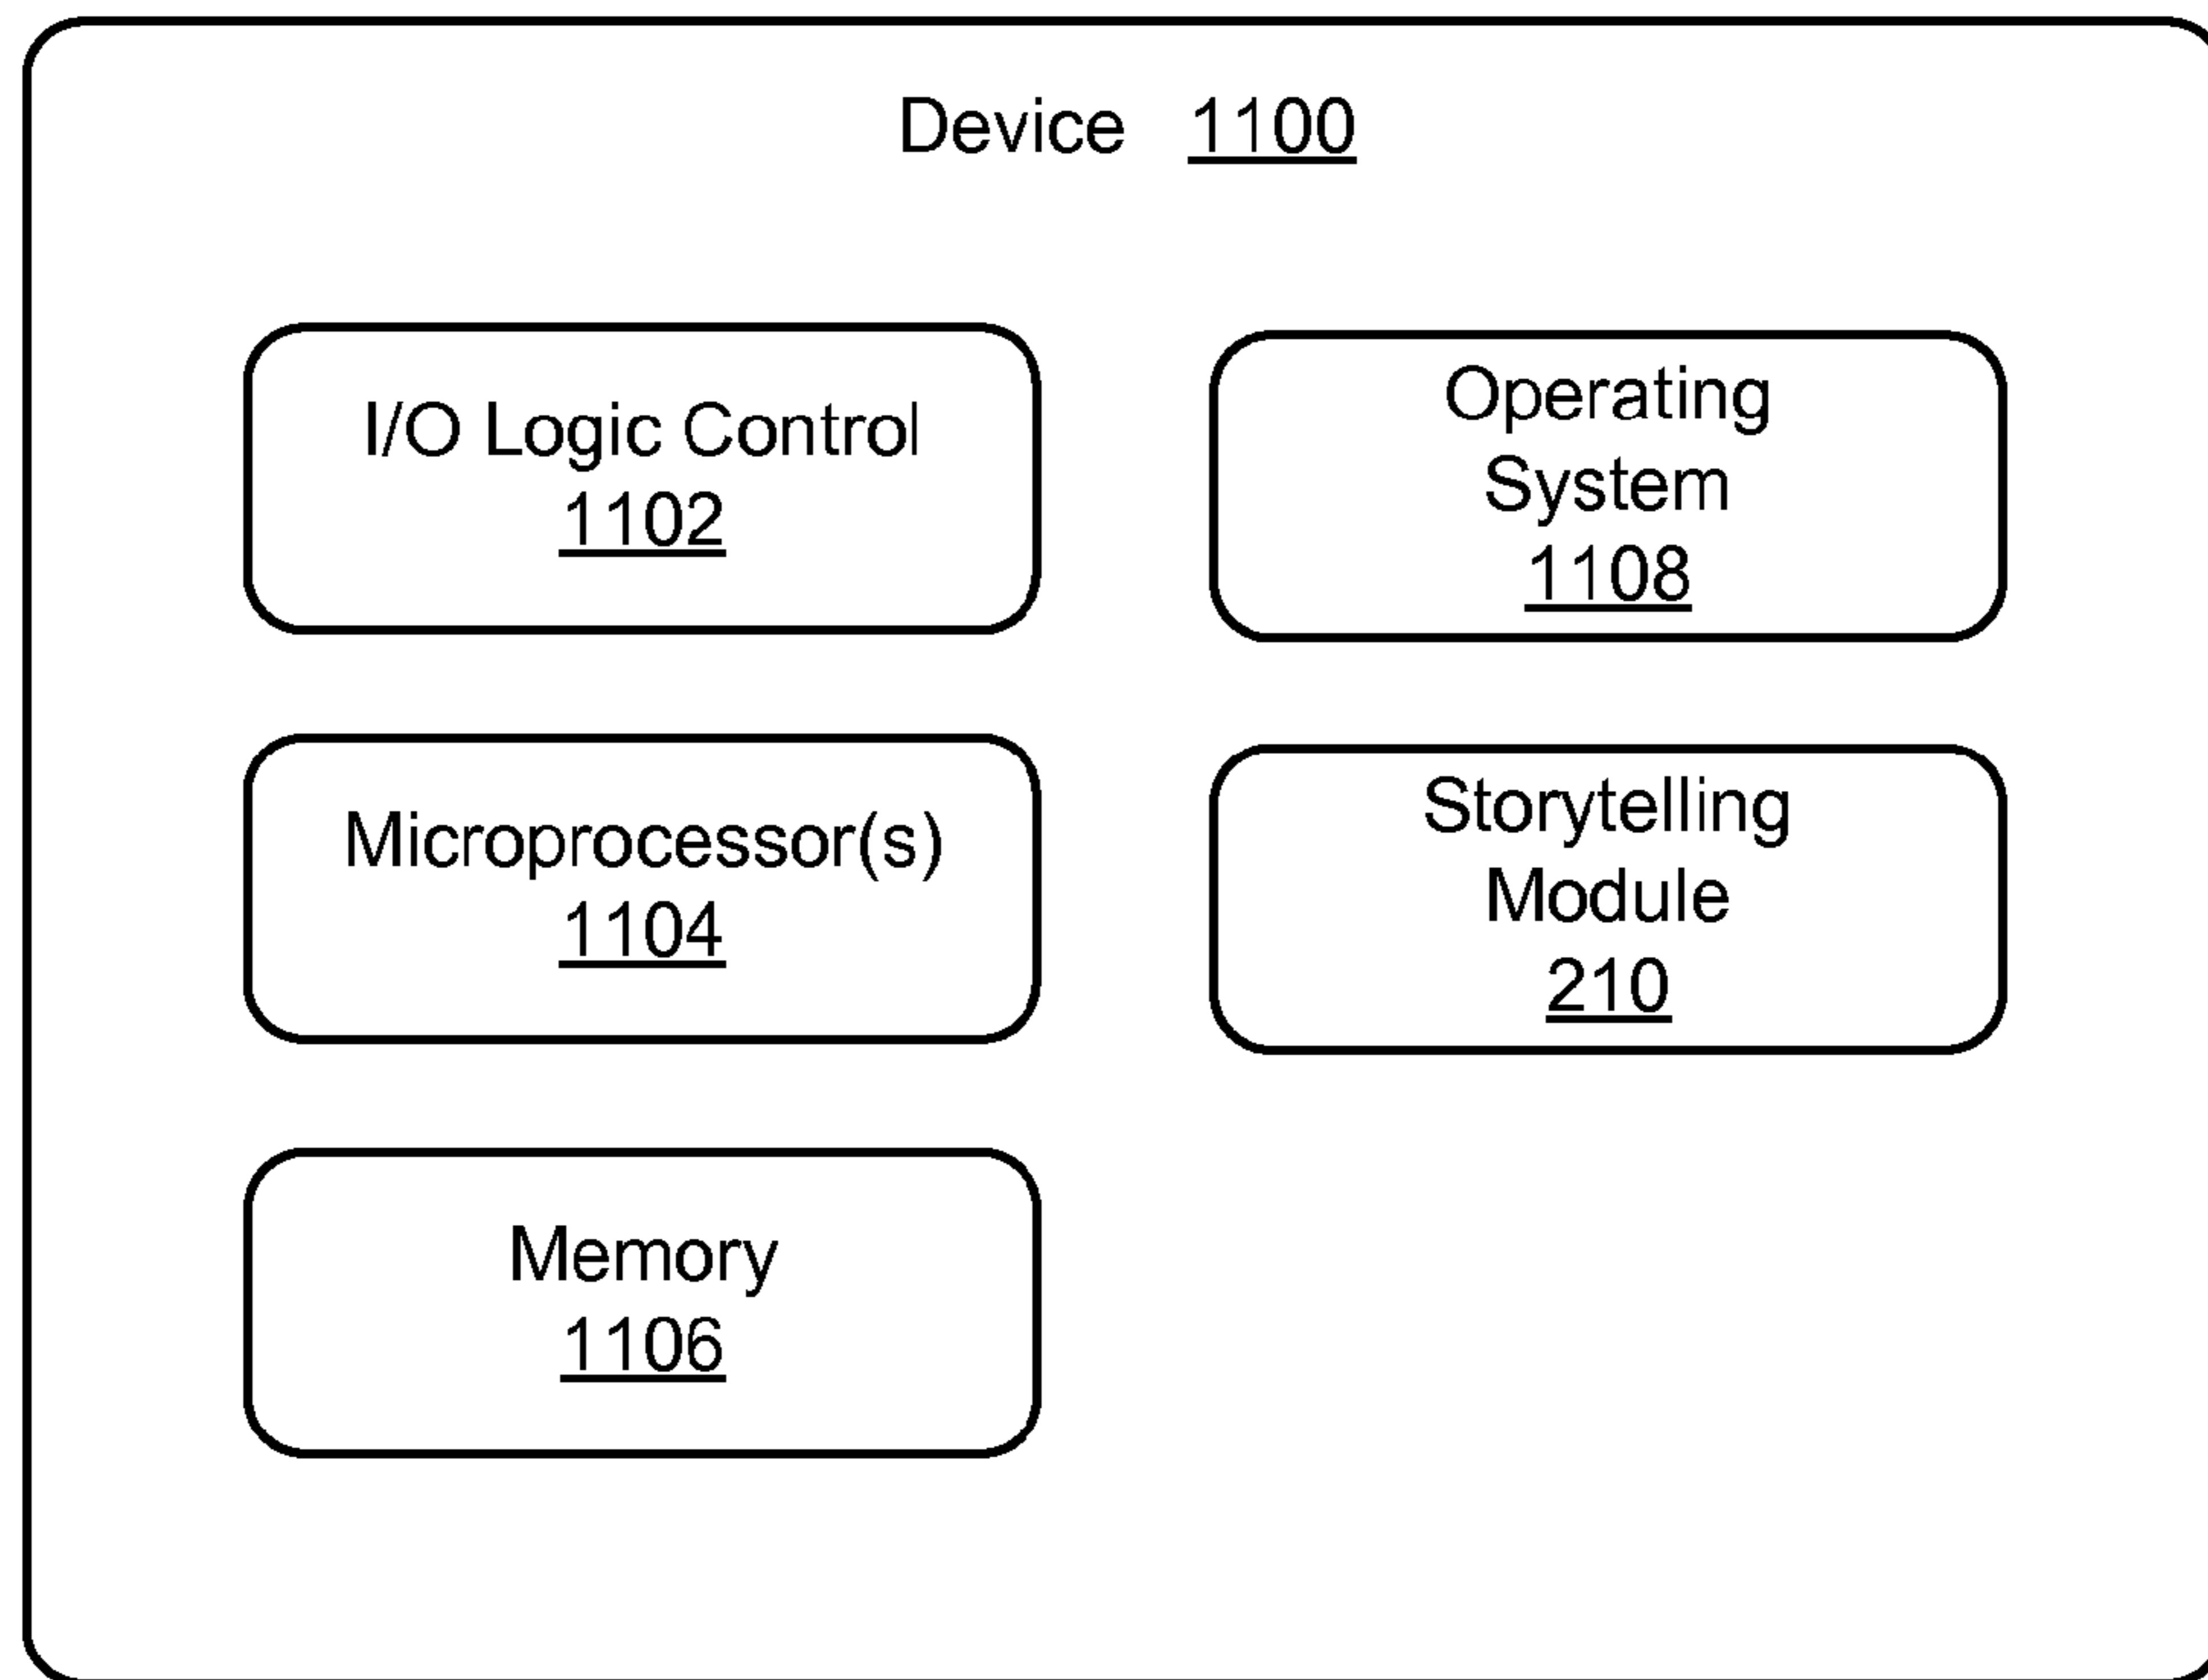 Device 1100
I/O Logic Control
1102
Microprocessor(s)
1104
Memory
1106
Operating
System
1108
Storytelling
Module
210